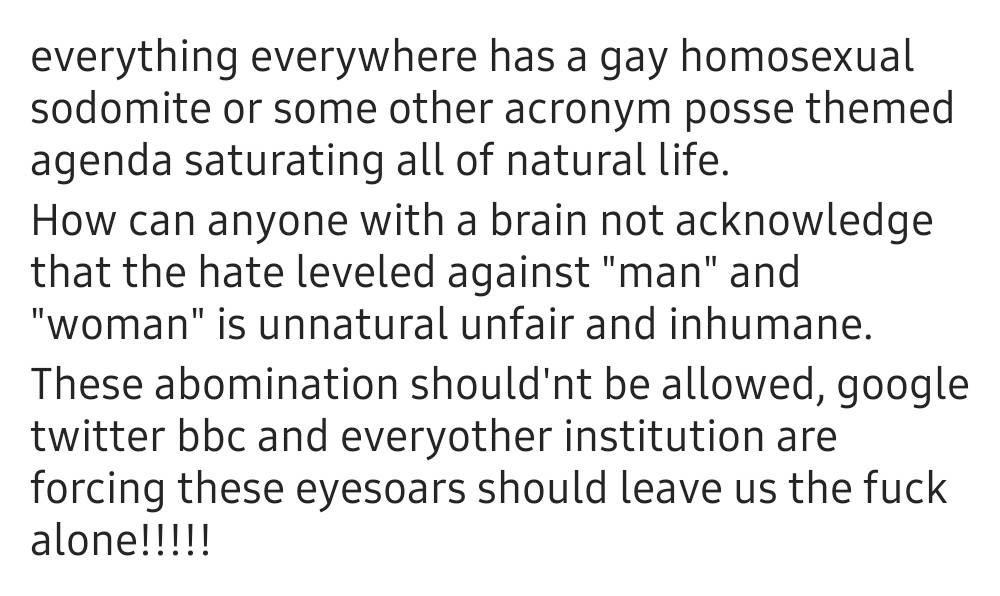 everything everywhere has a gay homosexual
sodomite or some other acronym posse themed
agenda saturating all of natural life.
How can anyone with a brain not acknowledge
that the hate leveled against "man" and
"woman" is unnatural unfair and inhumane.
These abomination should'nt be allowed, google
twitter bbc and everyother institution are
forcing these eyesoars should leave us the fuck
alone!!!!!